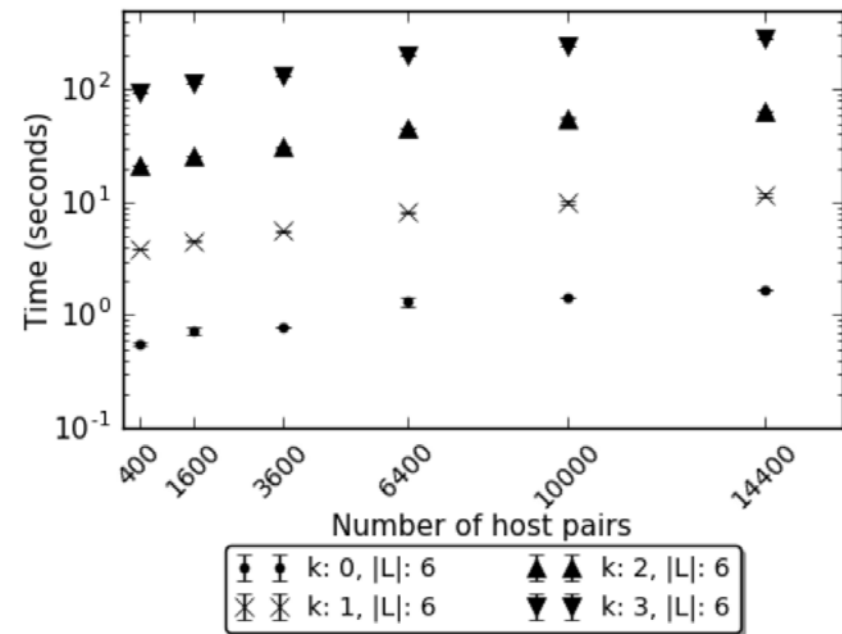 Time (seconds)
10^2
10^1
10^0
10^-1
400
1600
3600
6400
10000
14400
Number of host pairs
k: 0, |L|: 6
k: 2, |L|: 6
k: 1, |L|: 6
k: 3, |L|: 6